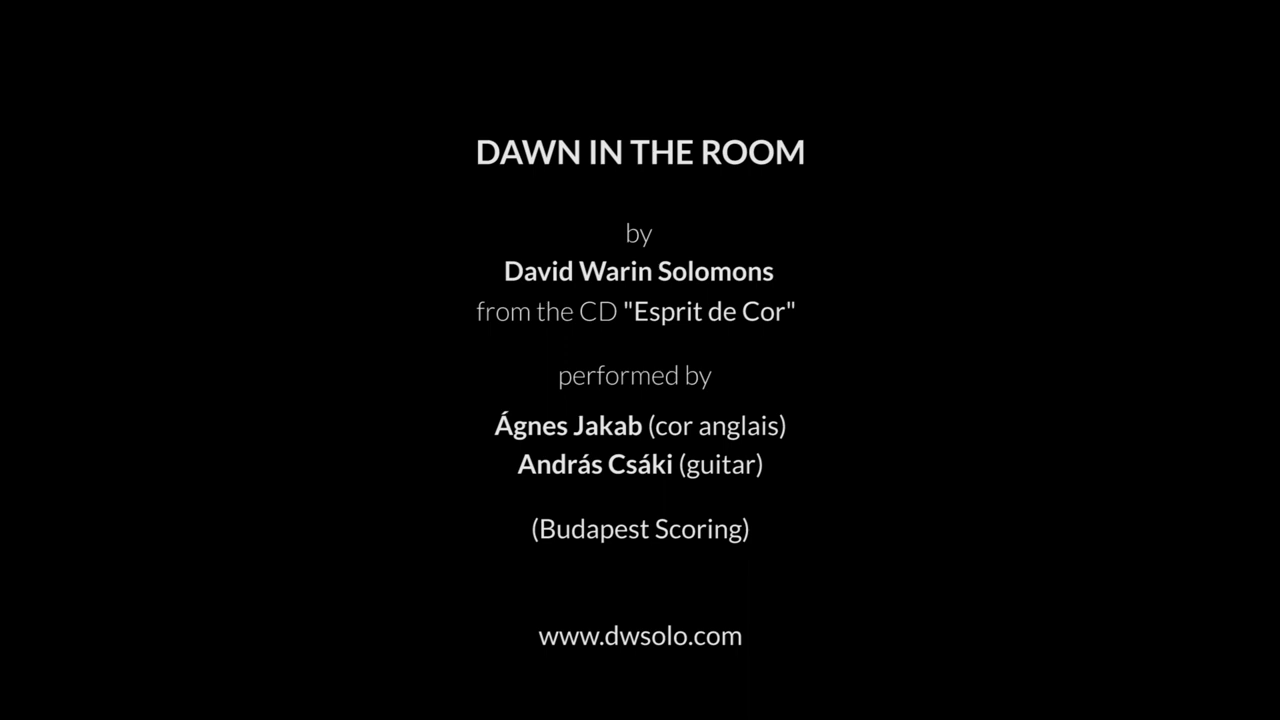 DAWN IN THE ROOM
by
David Warin Solomons
from the CD "Esprit de Cor"
performed by
Ágnes Jakab (cor anglais)
András Csáki (guitar)
(Budapest Scoring)
www.dwsolo.com